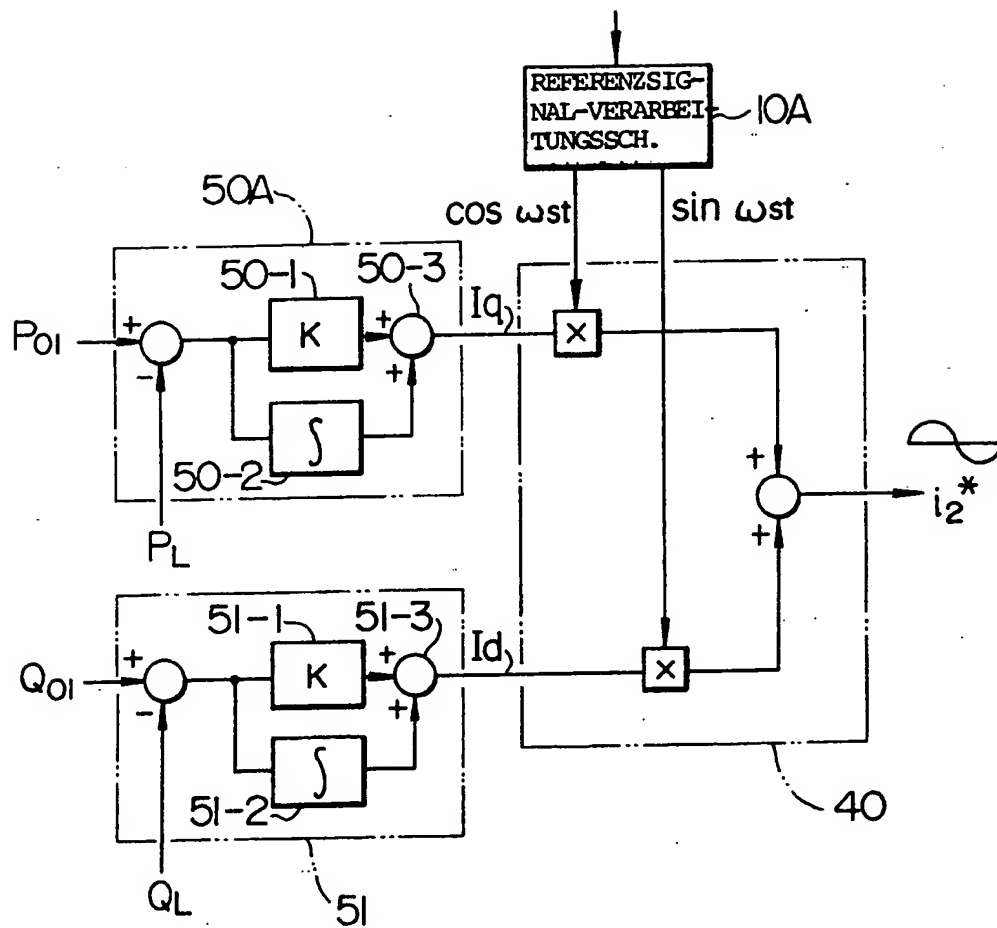 REFERENZSIG-
NAL-VERARBEI-
TUNGSSCH.
10A
50A
cos ωst
sin ωst
50-1
50-3
Iq
P01
+
-
K
+
+
×
∫
50-2
PL
+
+
i2*
51-1
51-3
Id
Q01
+
-
K
+
+
×
∫
51-2
40
QL
51